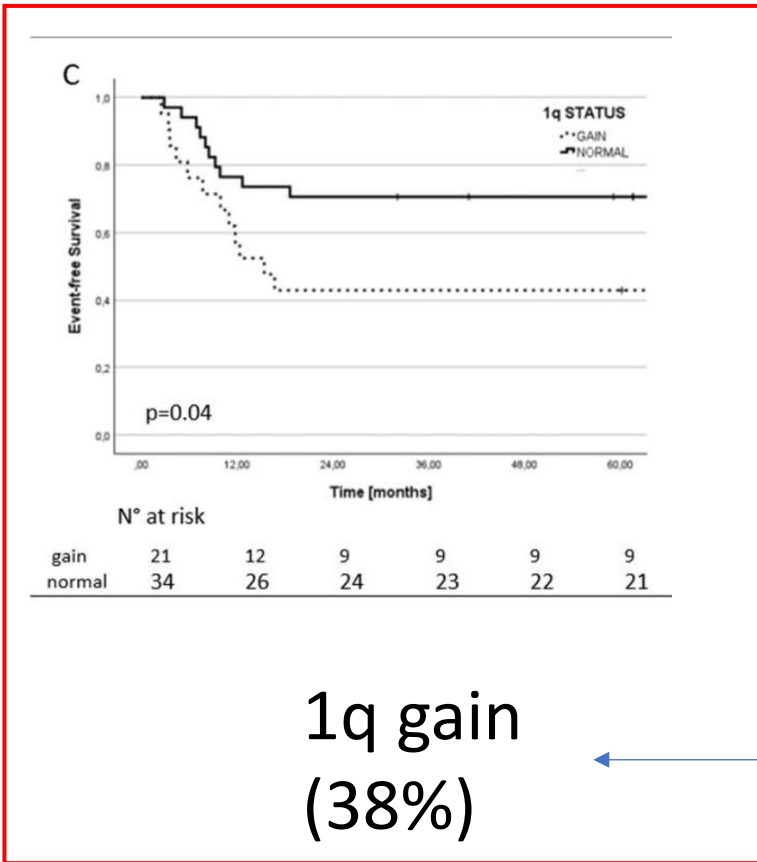 C
1q STATUS
GAIN
NORMAL
Event-free Survival
1,0
0,8
0,6
0,4
0,2
0,0
p=0.04
,00 12,00 24,00 36,00 48,00 60,00
Time [months]
N° at risk
gain 21 12 9 9 9 9
normal 34 26 24 23 22 21
1q gain
(38%)